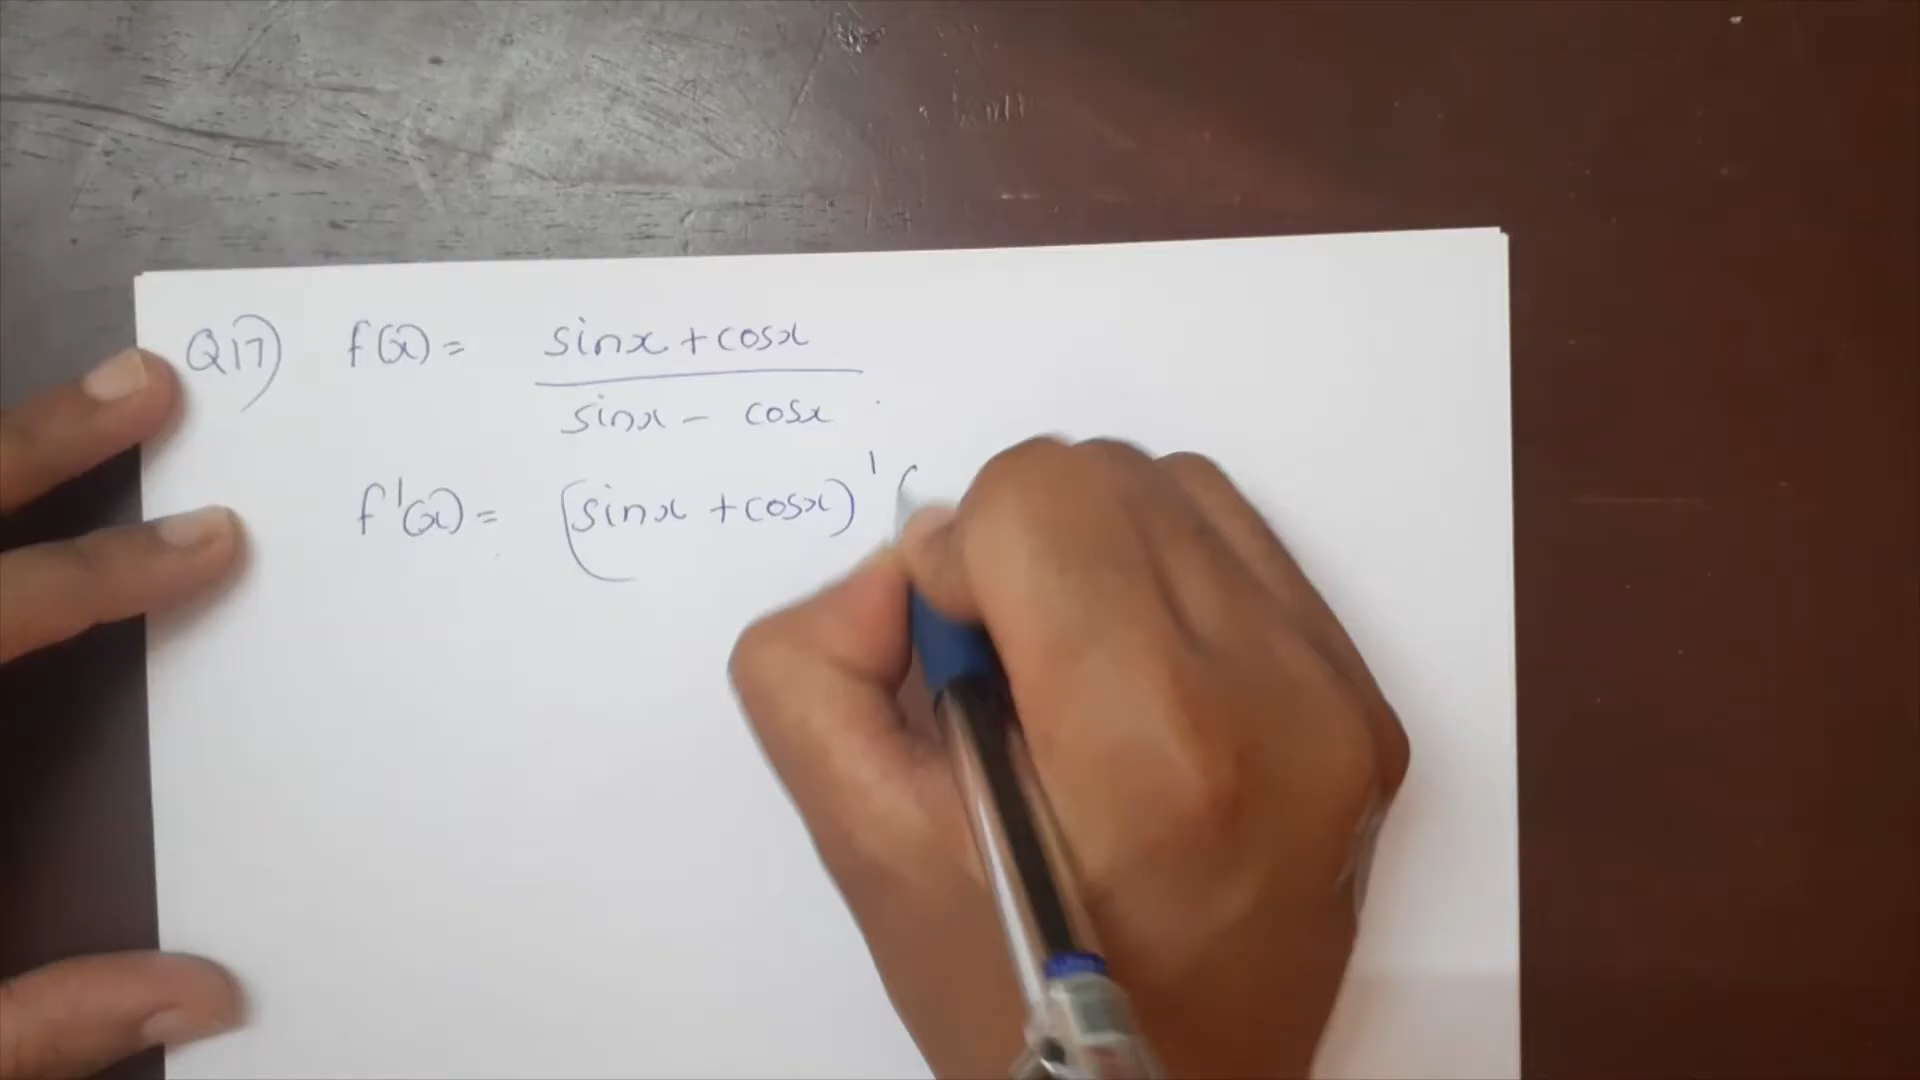 Q17) f(x) = sinx + cosx
sinx - cosx
f'(x) = (sinx + cosx)' (